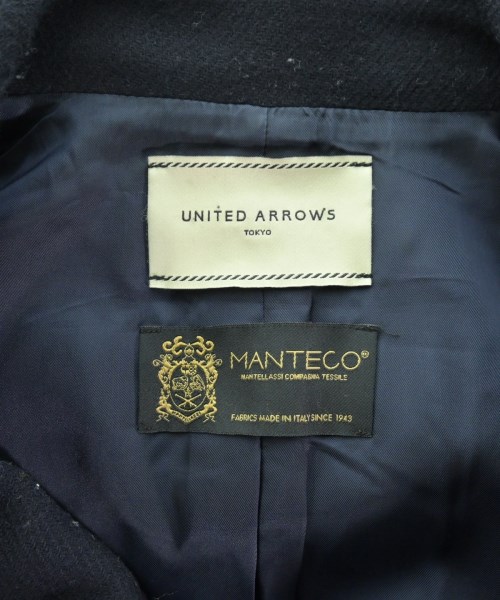 UNITED ARROWS
TOKYO
MANTECO®
MANTELLASSI COMPAGNIA TESSILE
FABRICS MADE IN ITALY SINCE 1943